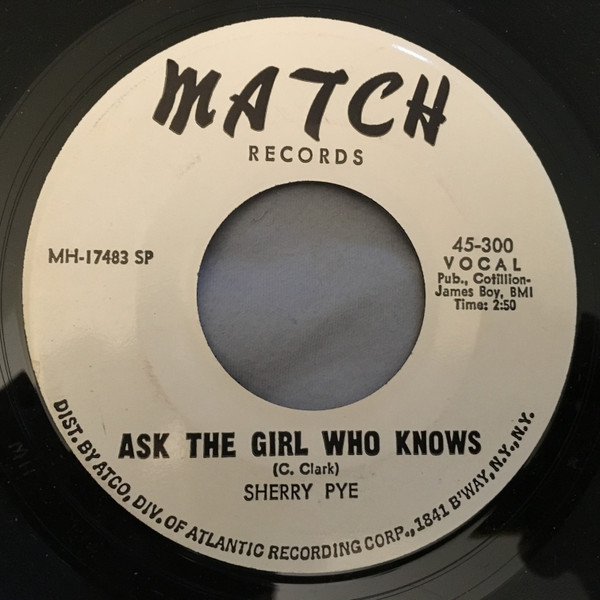 MATCH
RECORDS
MH-17483 SP
45-300
VOCAL
Pub., Cotillion-
James Boy, BMI
Time: 2:50
ASK THE GIRL WHO KNOWS
(C. Clark)
SHERRY PYE
DIST. BY ATCO, DIV. OF ATLANTIC RECORDING CORP., 1841 B'WAY, N.Y., N.Y.